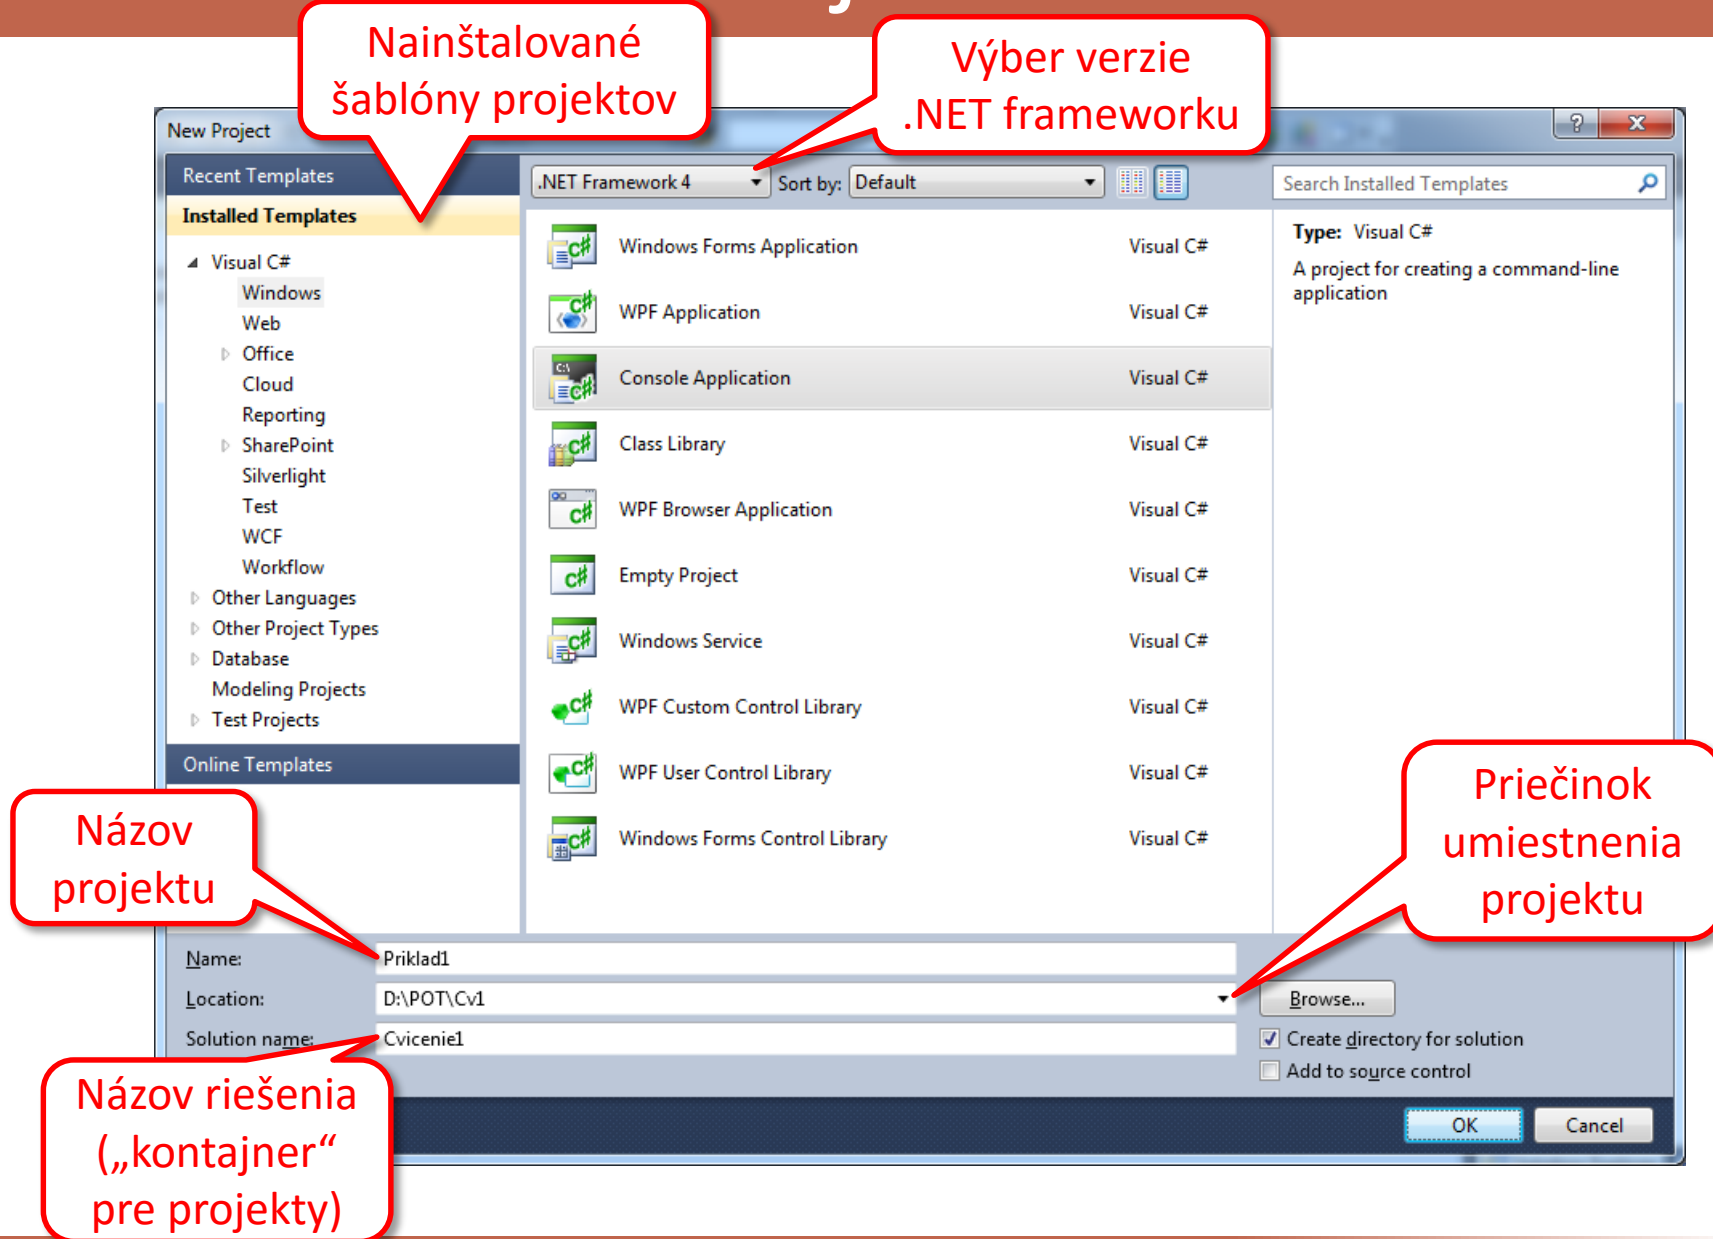 Nainštalované
šablóny projektov
Výber verzie
.NET frameworku
New Project
Recent Templates
.NET Framework 4
Sort by: Default
Search Installed Templates
Installed Templates
Visual C#
Windows
Web
Office
Cloud
Reporting
SharePoint
Silverlight
Test
WCF
Workflow
Other Languages
Other Project Types
Database
Modeling Projects
Test Projects
Online Templates
Windows Forms Application Visual C#
WPF Application Visual C#
Console Application Visual C#
Class Library Visual C#
WPF Browser Application Visual C#
Empty Project Visual C#
Windows Service Visual C#
WPF Custom Control Library Visual C#
WPF User Control Library Visual C#
Windows Forms Control Library Visual C#
Type: Visual C#
A project for creating a command-line
application
Názov
projektu
Priečinok
umiestnenia
projektu
Name: Priklad1
Location: D:\POT\Cv1
Browse...
Solution name: Cvicenie1
Create directory for solution
Add to source control
Názov riešenia
(„kontajner“
pre projekty)
OK
Cancel